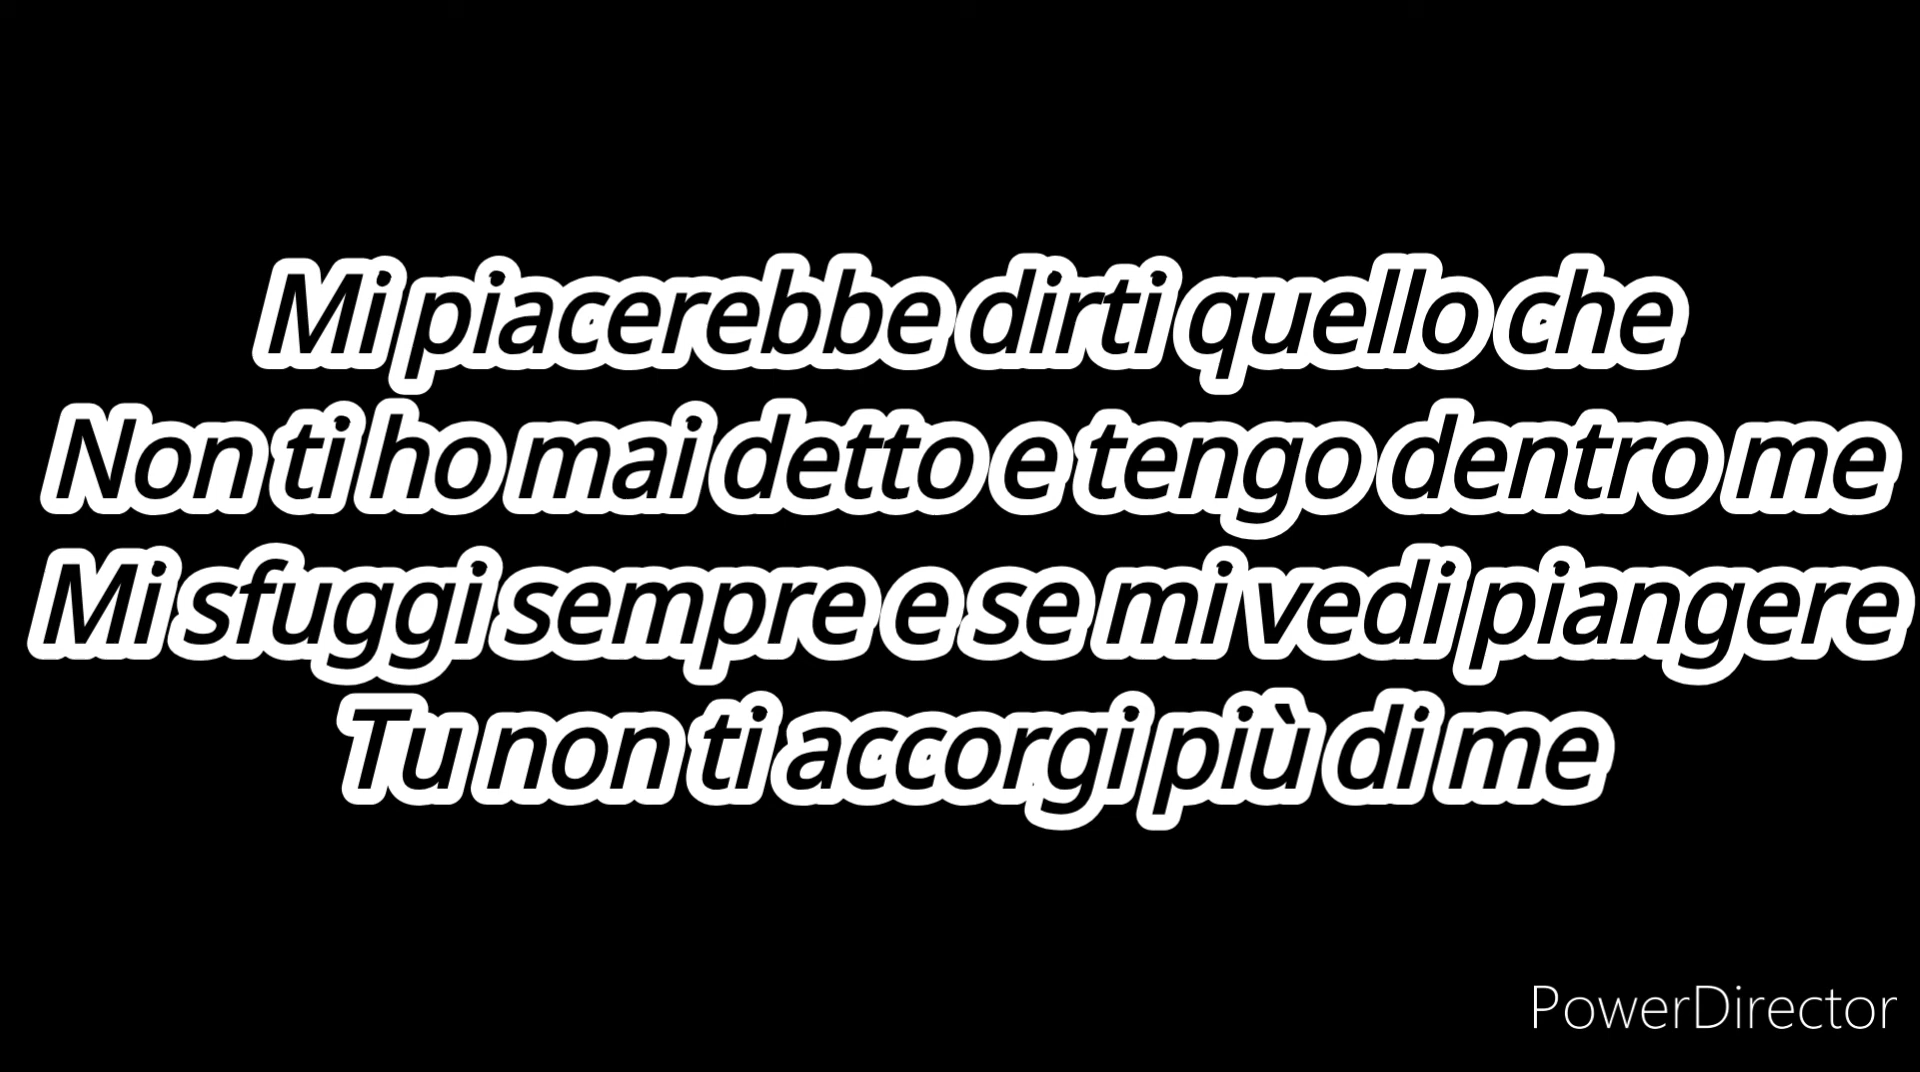 Mi piacerebbe dirti quello che
Non ti ho mai detto e tengo dentro me
Mi sfuggi sempre e se mi vedi piangere
Tu non ti accorgi più di me
PowerDirector